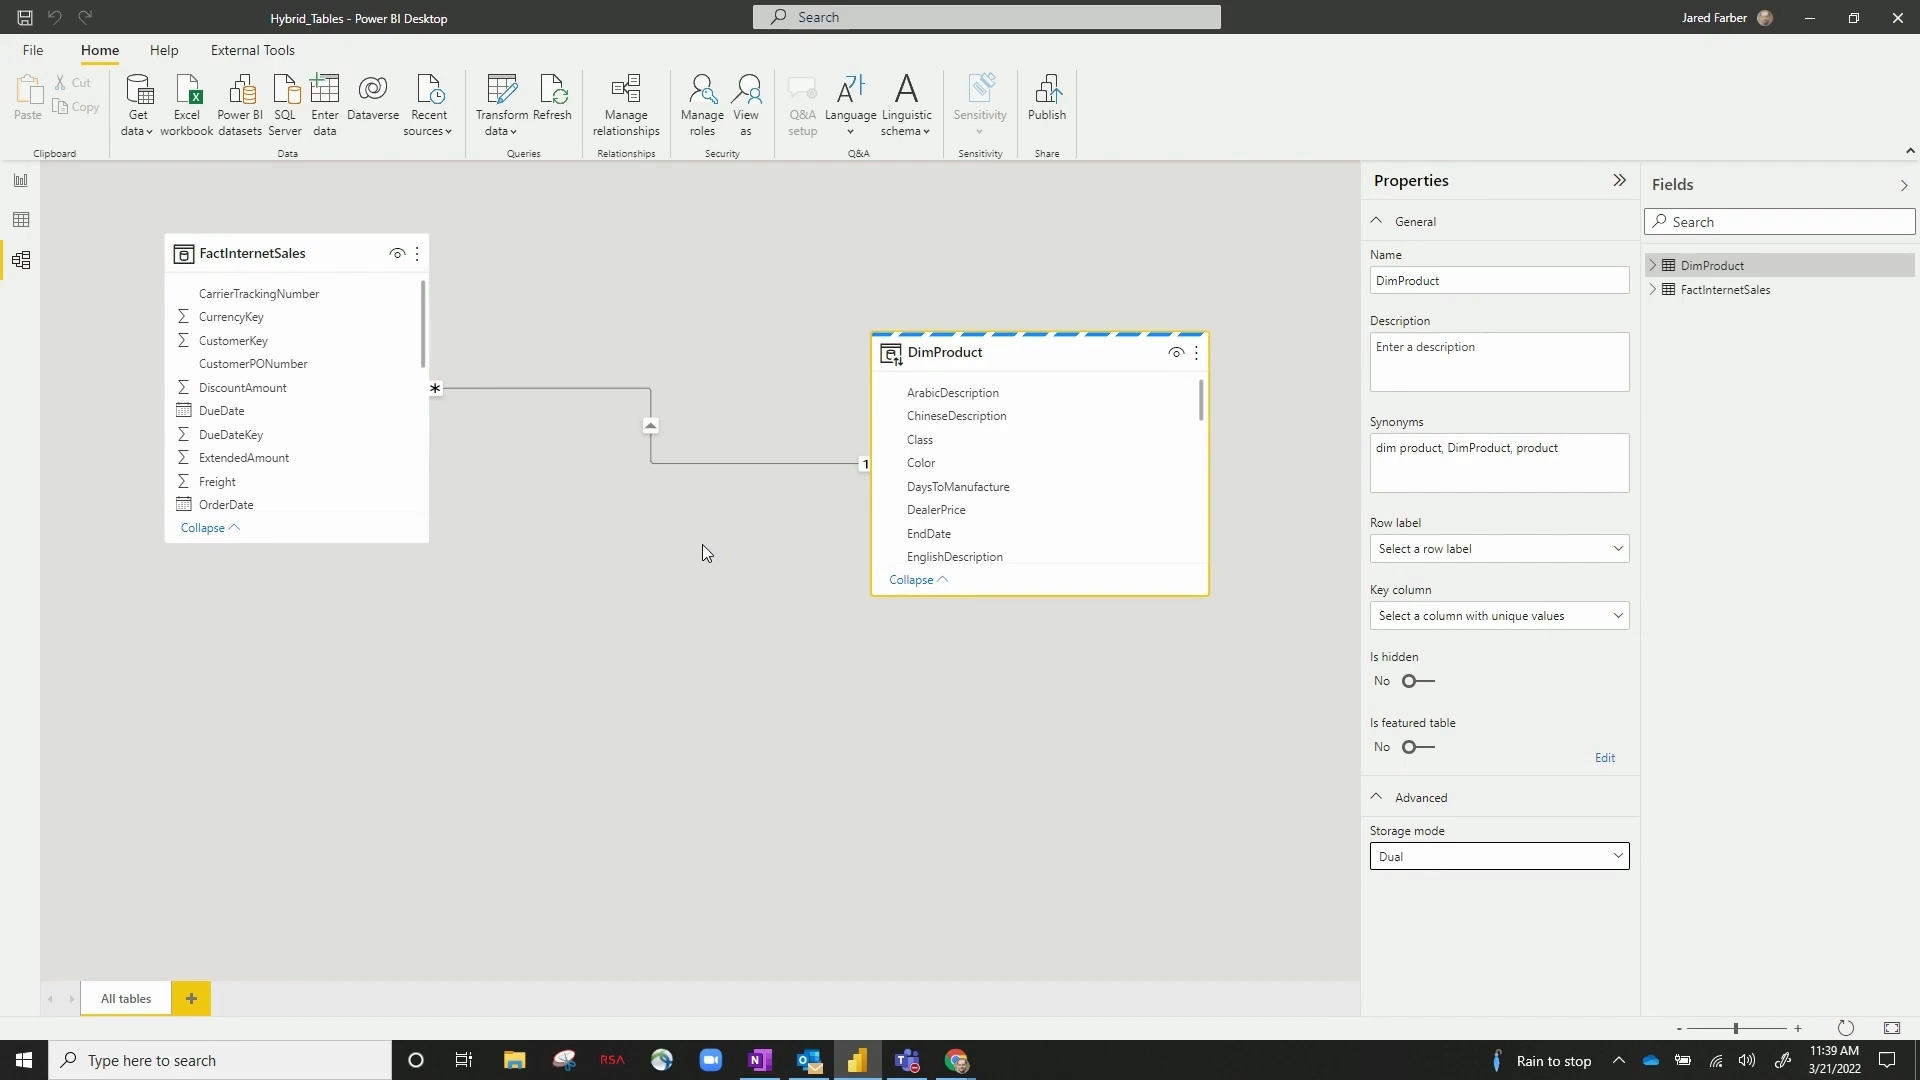 Hybrid_Tables - Power BI Desktop
Search
Jared Farber
File
Home
Help
External Tools
Paste
Cut
Copy
Clipboard
Get data
Excel workbook
Power BI datasets
SQL Server
Enter data
Dataverse
Recent sources
Data
Transform data
Refresh
Queries
Manage relationships
Relationships
Manage roles
View as
Security
Q&A setup
Language
Linguistic schema
Q&A
Sensitivity
Sensitivity
Publish
Share
FactInternetSales
CarrierTrackingNumber
CurrencyKey
CustomerKey
CustomerPONumber
DiscountAmount
DueDate
DueDateKey
ExtendedAmount
Freight
OrderDate
Collapse
*
1
DimProduct
ArabicDescription
ChineseDescription
Class
Color
DaysToManufacture
DealerPrice
EndDate
EnglishDescription
Collapse
Properties
General
Name
DimProduct
Description
Enter a description
Synonyms
dim product, DimProduct, product
Row label
Select a row label
Key column
Select a column with unique values
Is hidden
No
Is featured table
No
Edit
Advanced
Storage mode
Dual
Fields
Search
DimProduct
FactInternetSales
All tables
Type here to search
RSA
Rain to stop
11:39 AM
3/21/2022